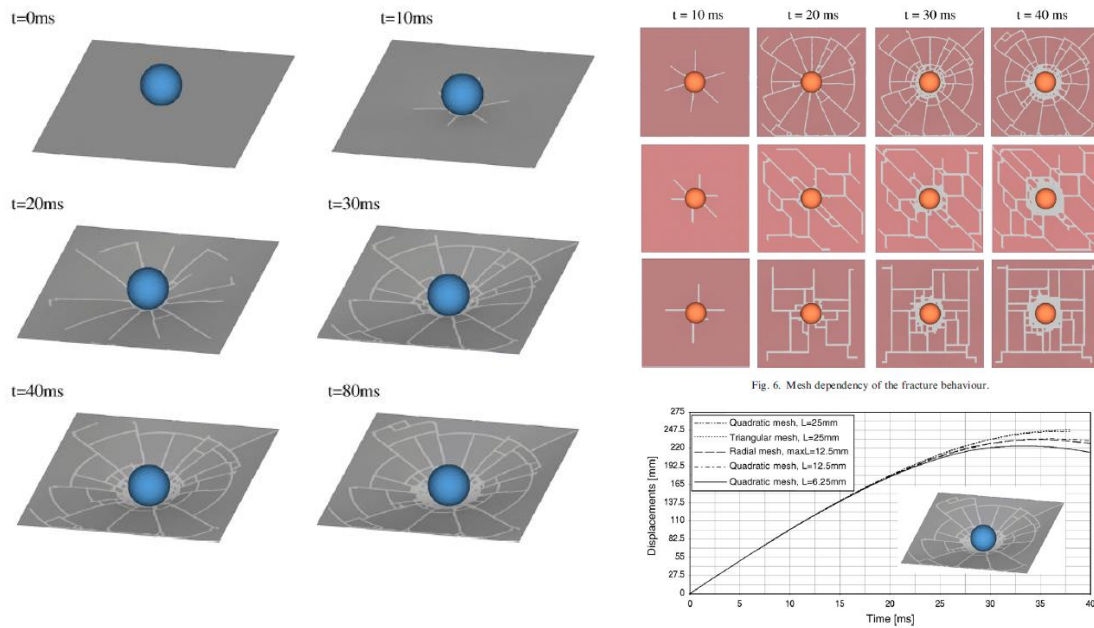 t=0ms
t=10ms
t=20ms
t=30ms
t=40ms
t=80ms
t = 10 ms t = 20 ms t = 30 ms t = 40 ms
Fig. 6. Mesh dependency of the fracture behaviour.
275
247.5
220
192.5
165
137.5
110
82.5
55
27.5
0
Displacements [mm]
Quadratic mesh, L=25mm
Triangular mesh, L=25mm
Radial mesh, maxL=12.5mm
Quadratic mesh, L=12.5mm
Quadratic mesh, L=6.25mm
0 5 10 15 20 25 30 35 40
Time [ms]